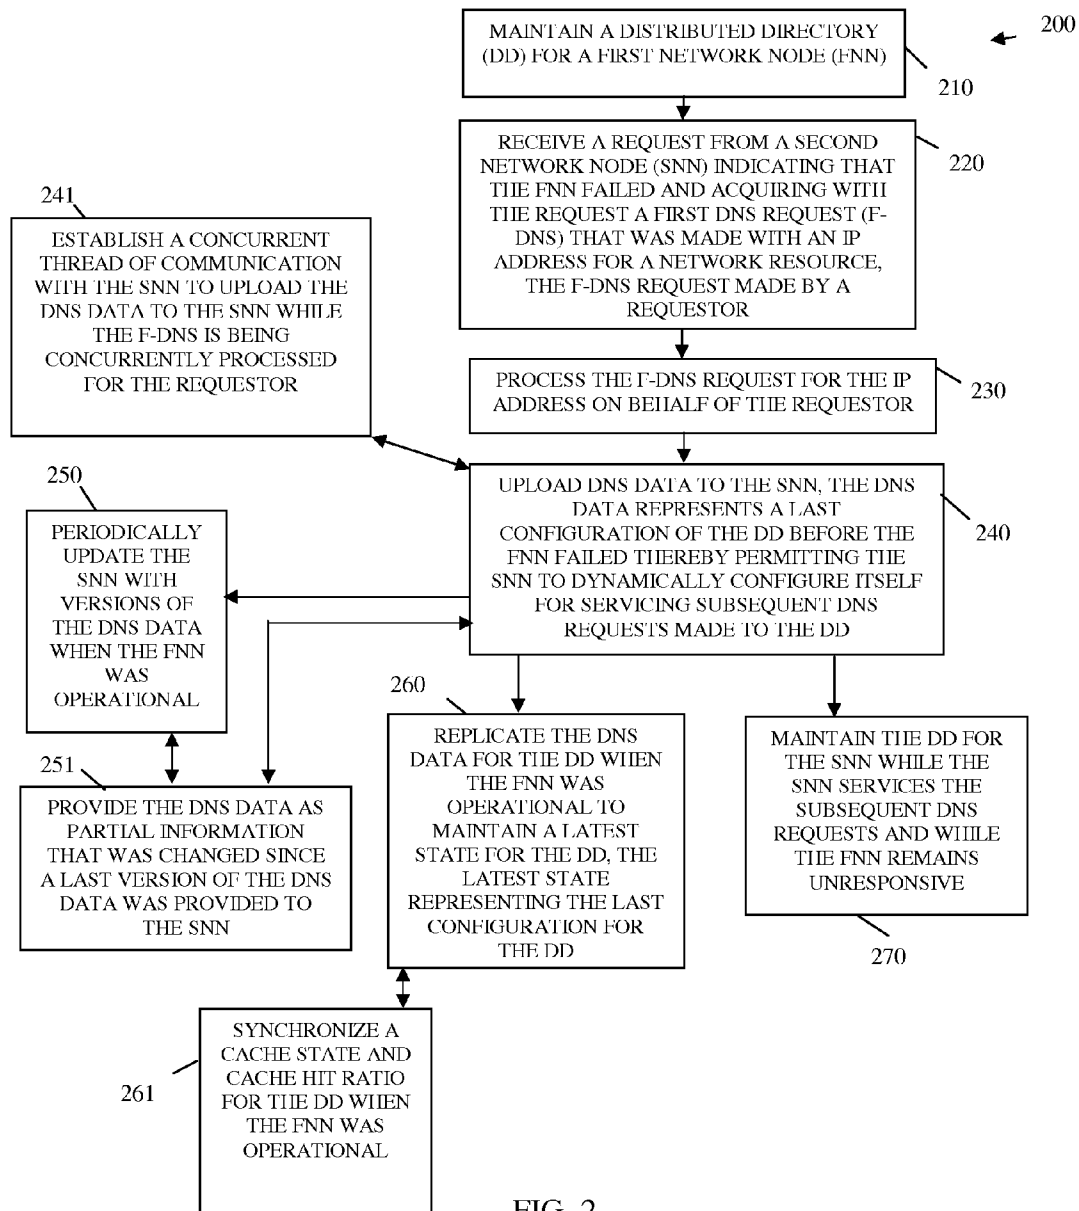 200
MAINTAIN A DISTRIBUTED DIRECTORY
(DD) FOR A FIRST NETWORK NODE (FNN)
210
RECEIVE A REQUEST FROM A SECOND
NETWORK NODE (SNN) INDICATING THAT
THE FNN FAILED AND ACQUIRING WITH
THE REQUEST A FIRST DNS REQUEST (F-
DNS) THAT WAS MADE WITH AN IP
ADDRESS FOR A NETWORK RESOURCE,
THE F-DNS REQUEST MADE BY A
REQUESTOR
220
241
ESTABLISH A CONCURRENT
THREAD OF COMMUNICATION
WITH THE SNN TO UPLOAD THE
DNS DATA TO THE SNN WHILE
THE F-DNS IS BEING
CONCURRENTLY PROCESSED
FOR THE REQUESTOR
PROCESS THE F-DNS REQUEST FOR THE IP
ADDRESS ON BEHALF OF THE REQUESTOR
230
UPLOAD DNS DATA TO THE SNN, THE DNS
DATA REPRESENTS A LAST
CONFIGURATION OF THE DD BEFORE THE
FNN FAILED THEREBY PERMITTING THE
SNN TO DYNAMICALLY CONFIGURE ITSELF
FOR SERVICING SUBSEQUENT DNS
REQUESTS MADE TO THE DD
240
250
PERIODICALLY
UPDATE THE
SNN WITH
VERSIONS OF
THE DNS DATA
WHEN THE FNN
WAS
OPERATIONAL
251
PROVIDE THE DNS DATA AS
PARTIAL INFORMATION
THAT WAS CHANGED SINCE
A LAST VERSION OF THE DNS
DATA WAS PROVIDED TO
THE SNN
260
REPLICATE THE DNS
DATA FOR THE DD WHEN
THE FNN WAS
OPERATIONAL TO
MAINTAIN A LATEST
STATE FOR THE DD, THE
LATEST STATE
REPRESENTING THE LAST
CONFIGURATION FOR
THE DD
MAINTAIN THE DD FOR
THE SNN WHILE THE
SNN SERVICES THE
SUBSEQUENT DNS
REQUESTS AND WHILE
THE FNN REMAINS
UNRESPONSIVE
270
SYNCHRONIZE A
CACHE STATE AND
CACHE HIT RATIO
FOR THE DD WHEN
THE FNN WAS
OPERATIONAL
261
FIG. 2